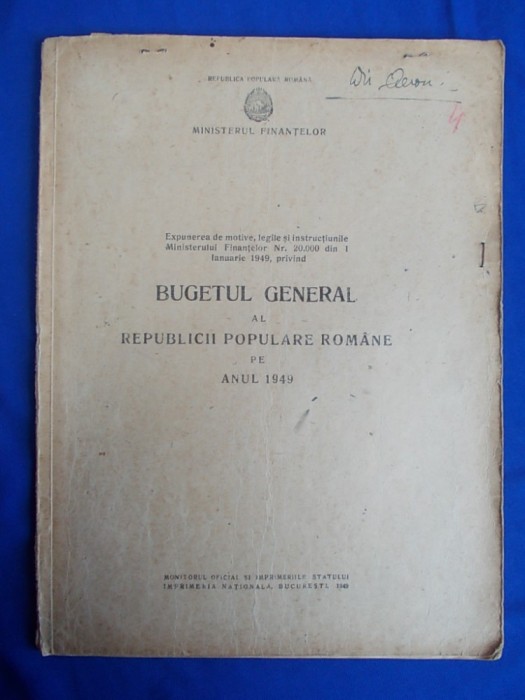 REPUBLICA POPULARĂ ROMÂNĂ
MINISTERUL FINANȚELOR
4
Expunerea de motive, legile și instrucțiunile
Ministerului Finanțelor Nr. 20.000 din 1
Ianuarie 1949, privind
BUGETUL GENERAL
AL
REPUBLICII POPULARE ROMÂNE
PE
ANUL 1949
MONITORUL OFICIAL ȘI IMPRIMERIILE STATULUI
IMPRIMERIA NAȚIONALĂ, BUCUREȘTI, 1949